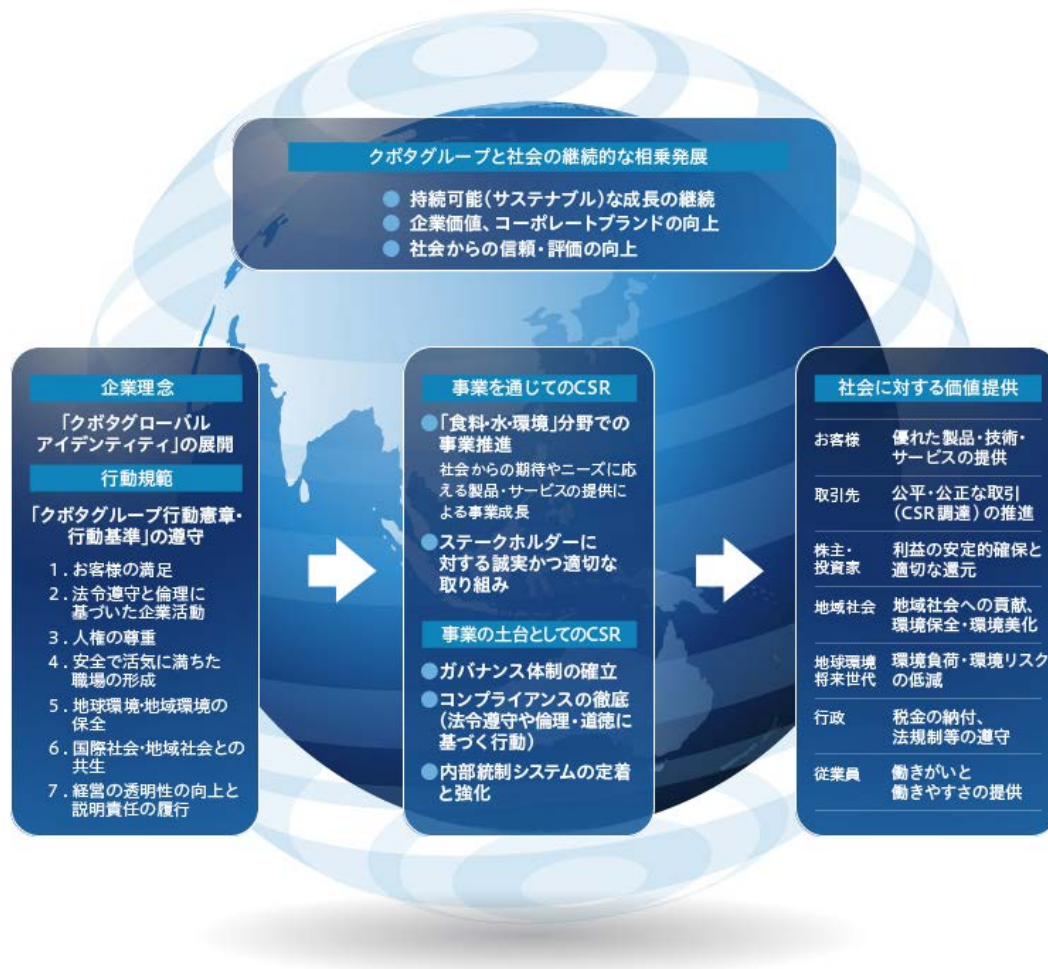 クボタグループと社会の継続的な相乗発展
● 持続可能(サステナブル)な成長の継続
● 企業価値、コーポレートブランドの向上
● 社会からの信頼・評価の向上
企業理念
「クボタグローバル
アイデンティティ」の展開
行動規範
「クボタグループ行動憲章・
行動基準」の遵守
1.お客様の満足
2.法令遵守と倫理に
基づいた企業活動
3.人権の尊重
4.安全で活気に満ちた
職場の形成
5.地球環境・地域環境の
保全
6.国際社会・地域社会との
共生
7.経営の透明性の向上と
説明責任の履行
事業を通じてのCSR
●「食料・水・環境」分野での
事業推進
社会からの期待やニーズに応
える製品・サービスの提供に
よる事業成長
●ステークホルダーに
対する誠実かつ適切な
取り組み
事業の土台としてのCSR
●ガバナンス体制の確立
●コンプライアンスの徹底
(法令遵守や倫理・道徳に
基づく行動)
●内部統制システムの定着
と強化
社会に対する価値提供
お客様 優れた製品・技術・
サービスの提供
取引先 公平・公正な取引
(CSR調達)の推進
株主・ 利益の安定的確保と
投資家 適切な還元
地域社会 地域社会への貢献、
環境保全・環境美化
地球環境 環境負荷・環境リスク
将来世代 の低減
行政 税金の納付、
法規制等の遵守
従業員 働きがいと
働きやすさの提供